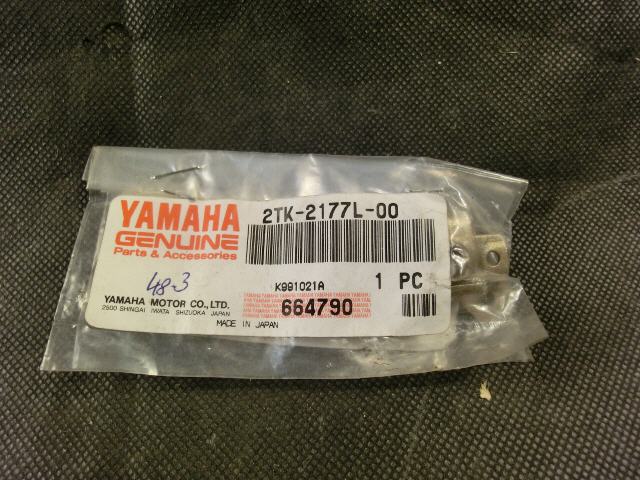 YAMAHA
GENUINE
Parts & Accessories
2TK-2177L-00
48-3
K991021A
1 PC
YAMAHA MOTOR CO., LTD.
2500 SHINGAI IWATA SHIZUOKA JAPAN
664790
MADE IN JAPAN